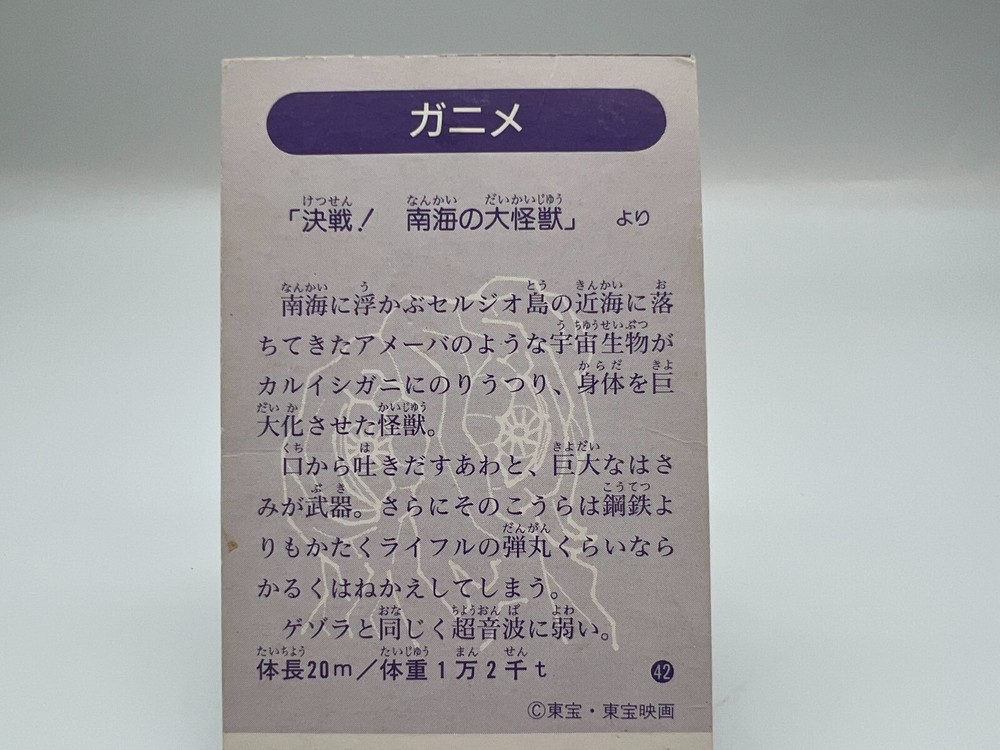 ガニメ
けつせん なんかい だいかいじゅう
「決戦！ 南海の大怪獣」 より
なんかい う とう きんかい お
南海に浮かぶセルジオ島の近海に落
う ちゅうせいぶつ
ちてきたアメーバのような宇宙生物が
からだ きよ
カルイシガニにのりうつり、身体を巨
だい か かいじゅう
大化させた怪獣。
くち は きよだい
口から吐きだすあわと、巨大なはさ
ぶ き こうてつ
みが武器。さらにそのこうらは鋼鉄よ
だんがん
りもかたくライフルの弾丸くらいなら
かるくはねかえしてしまう。
おな ちょうおん ぱ よわ
ゲゾラと同じく超音波に弱い。
たいちよう たいじゅう まん せん
体長20m／体重1万2千t 42
©東宝・東宝映画